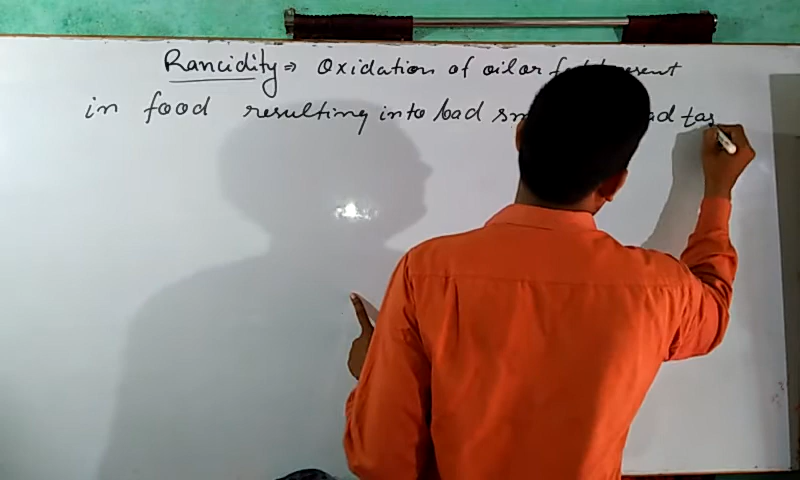 Rancidity ⇒ Oxidation of oil or
in food resulting into bad